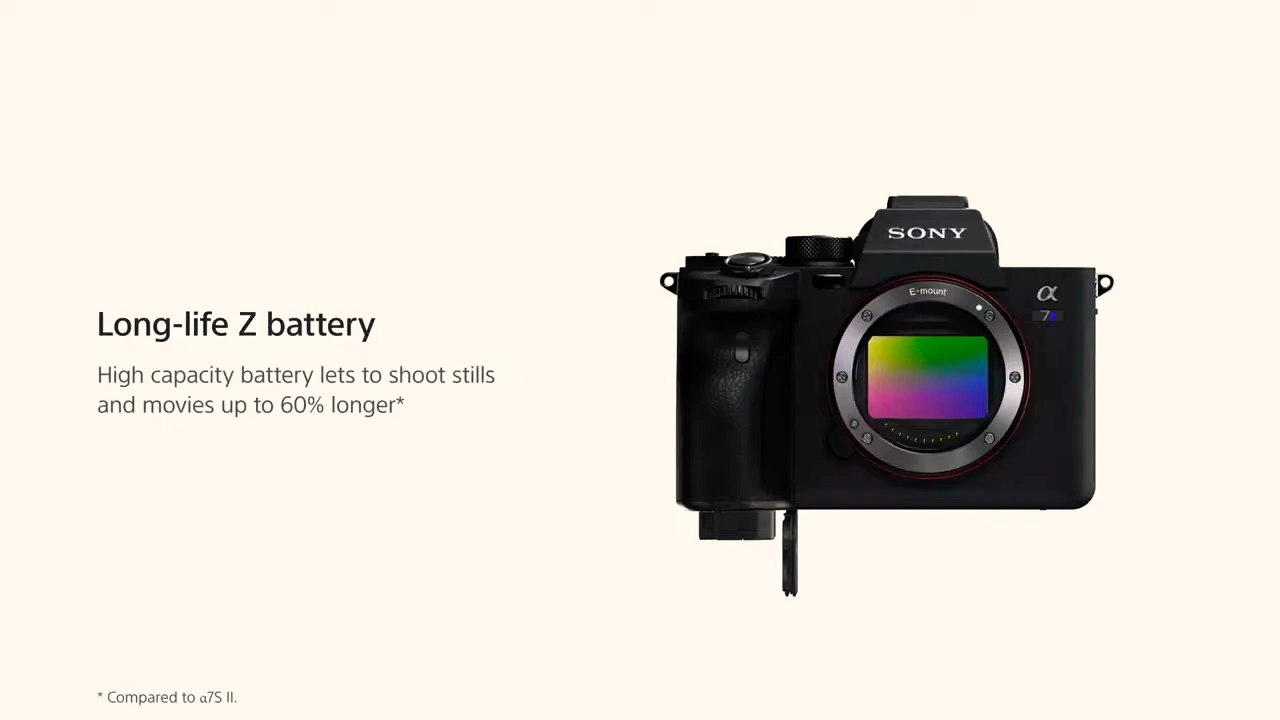 SONY
E-mount
α
7s
Long-life Z battery
High capacity battery lets to shoot stills
and movies up to 60% longer*
* Compared to α7S II.